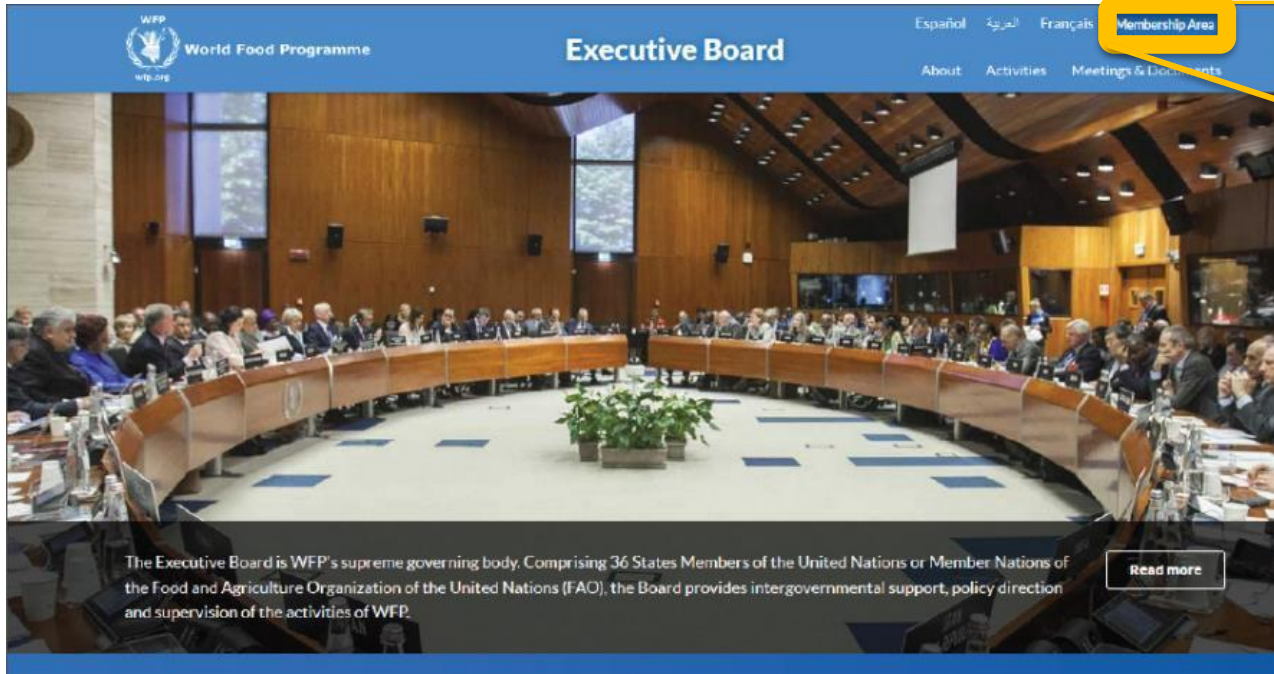 WFP
World Food Programme
wfp.org
Executive Board
Español العربية Français Membership Area
About Activities Meetings & Documents
The Executive Board is WFP's supreme governing body. Comprising 36 States Members of the United Nations or Member Nations of
the Food and Agriculture Organization of the United Nations (FAO), the Board provides intergovernmental support, policy direction
and supervision of the activities of WFP.
Read more